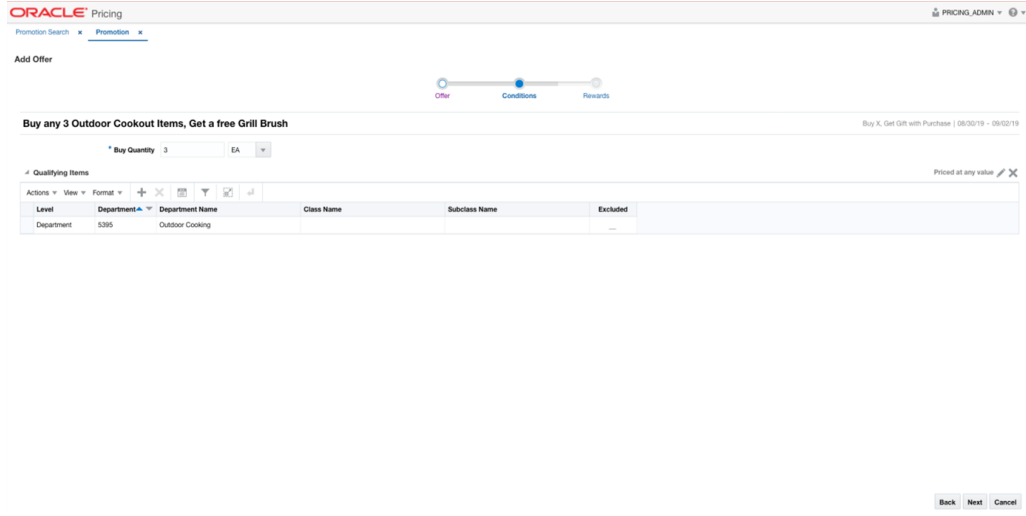 ORACLE® Pricing PRICING_ADMIN
Promotion Search x Promotion x
Add Offer
Offer Conditions Rewards
Buy any 3 Outdoor Cookout Items, Get a free Grill Brush Buy X, Get Gift with Purchase | 08/30/19 - 09/02/19
* Buy Quantity 3 EA
Qualifying Items Priced at any value
Actions View Format
Level Department Department Name Class Name Subclass Name Excluded
Department 5395 Outdoor Cooking __
Back Next Cancel